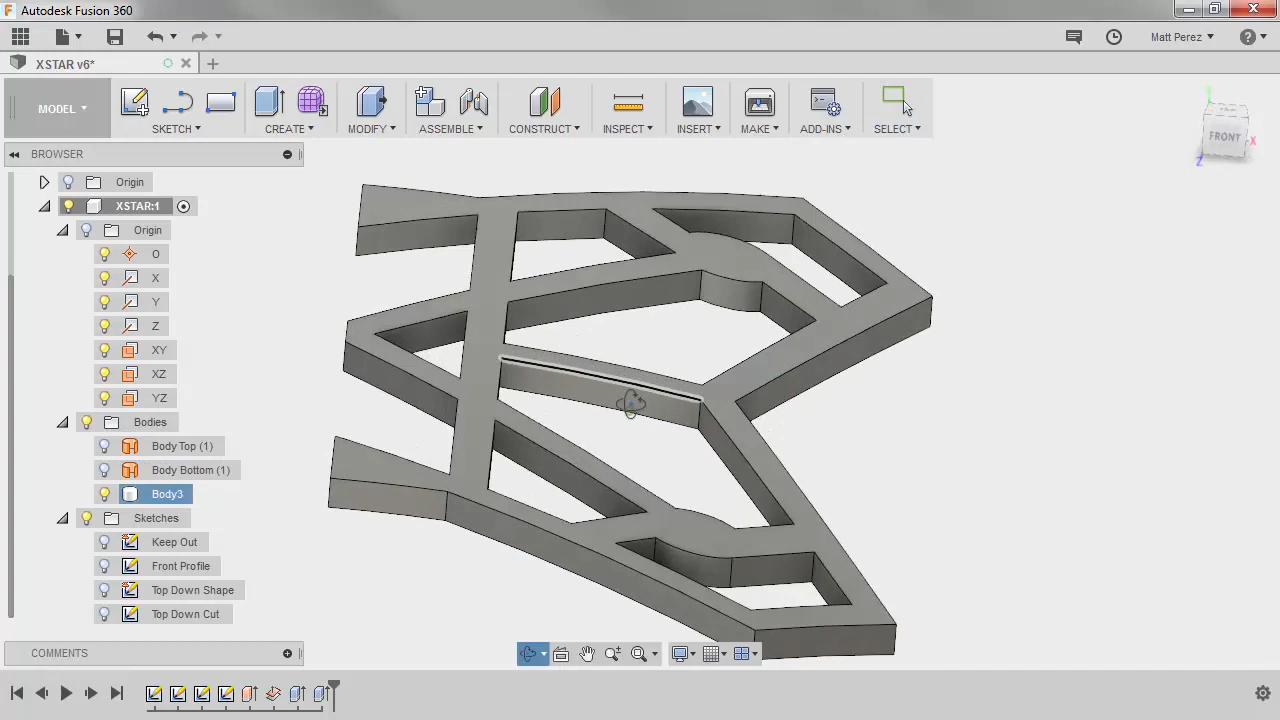 Autodesk Fusion 360
Matt Perez
XSTAR v6*
MODEL
SKETCH
CREATE
MODIFY
ASSEMBLE
CONSTRUCT
INSPECT
INSERT
MAKE
ADD-INS
SELECT
FRONT
X
Z
BROWSER
Origin
XSTAR:1
Origin
O
X
Y
Z
XY
XZ
YZ
Bodies
Body Top (1)
Body Bottom (1)
Body3
Sketches
Keep Out
Front Profile
Top Down Shape
Top Down Cut
COMMENTS